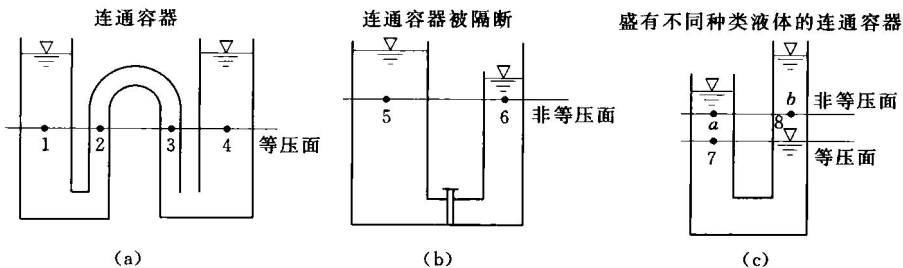 连通容器
连通容器被隔断
盛有不同种类液体的连通容器
1 2 3 4 等压面
5 6 非等压面
a b 非等压面
8
7 等压面
(a) (b) (c)